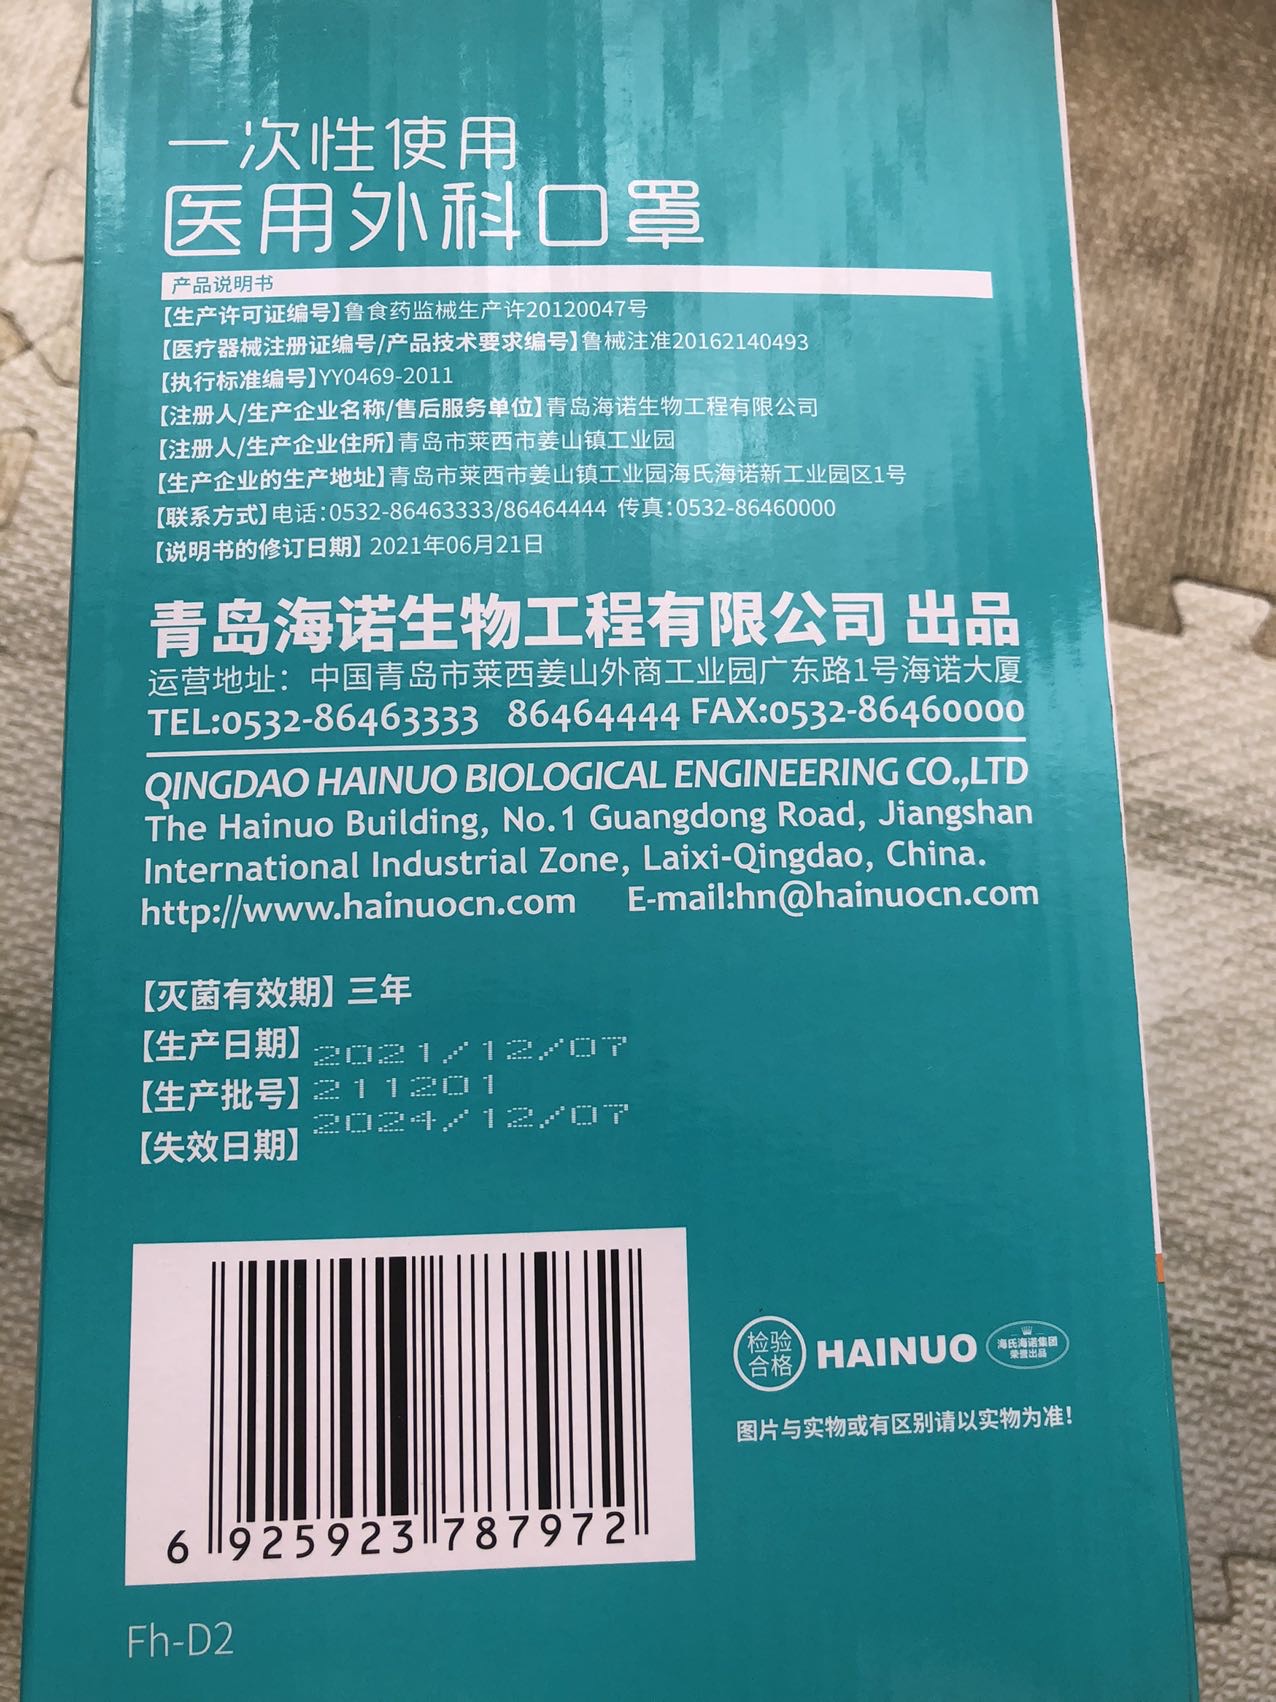 一次性使用
医用外科口罩
产品说明书
【生产许可证编号】鲁食药监械生产许20120047号
【医疗器械注册证编号/产品技术要求编号】鲁械注准20162140493
【执行标准编号】YY0469-2011
【注册人/生产企业名称/售后服务单位】青岛海诺生物工程有限公司
【注册人/生产企业住所】青岛市莱西市姜山镇工业园
【生产企业的生产地址】青岛市莱西市姜山镇工业园海氏海诺新工业园区1号
【联系方式】电话:0532-86463333/86464444 传真:0532-86460000
【说明书的修订日期】 2021年06月21日
青岛海诺生物工程有限公司 出品
运营地址：中国青岛市莱西姜山外商工业园广东路1号海诺大厦
TEL:0532-86463333 86464444 FAX:0532-86460000
QINGDAO HAINUO BIOLOGICAL ENGINEERING CO.,LTD
The Hainuo Building, No.1 Guangdong Road, Jiangshan
International Industrial Zone, Laixi-Qingdao, China.
http://www.hainuocn.com E-mail:hn@hainuocn.com
【灭菌有效期】 三年
【生产日期】 2021/12/07
【生产批号】 211201
【失效日期】 2024/12/07
检验
合格
HAINUO
海氏海诺集团
荣誉出品
图片与实物或有区别请以实物为准!
6 925923 787972
Fh-D2